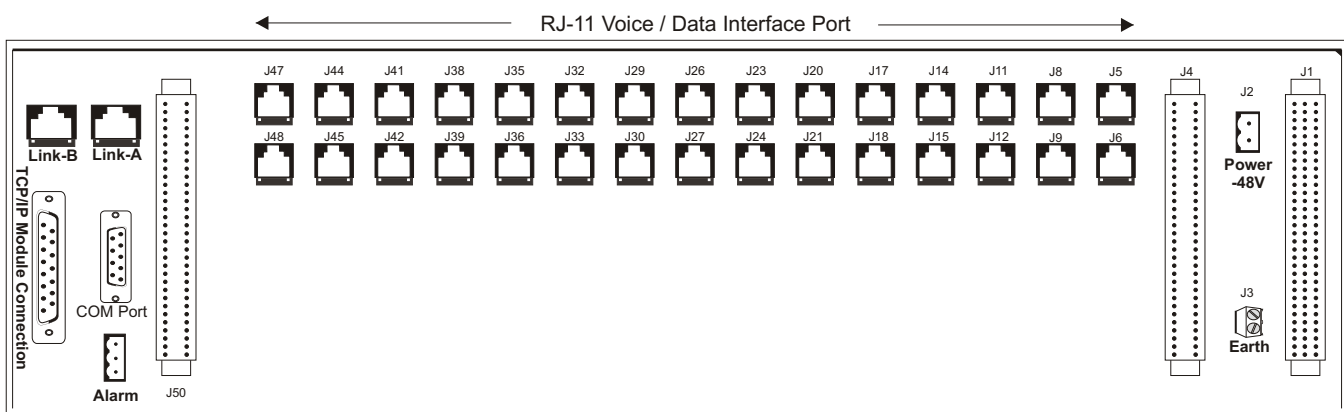 RJ-11 Voice / Data Interface Port
J47 J44 J41 J38 J35 J32 J29 J26 J23 J20 J17 J14 J11 J8 J5 J4 J2 J1
J48 J45 J42 J39 J36 J33 J30 J27 J24 J21 J18 J15 J12 J9 J6
Link-B Link-A
Power
-48V
TCP/IP Module Connection
COM Port
J3
Earth
Alarm
J50